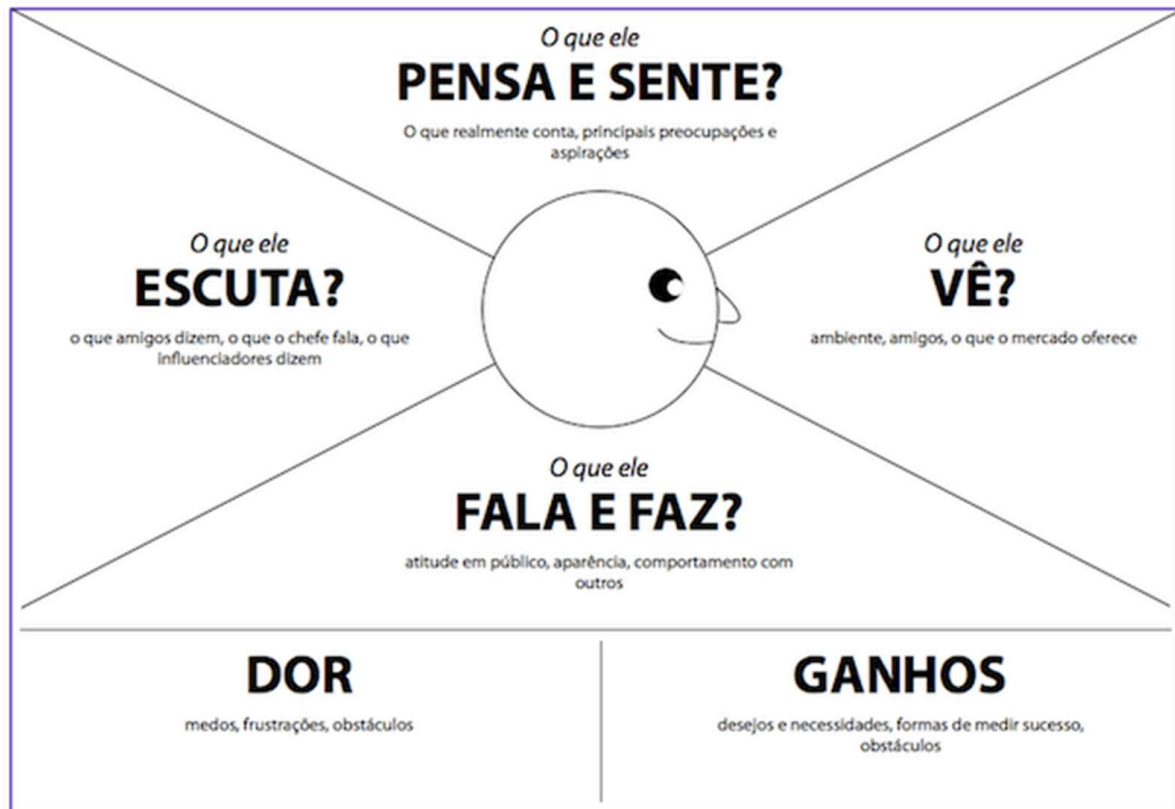 O que ele
PENSA E SENTE?
O que realmente conta, principais preocupações e
aspirações
O que ele
ESCUTA?
o que amigos dizem, o que o chefe fala, o que
influenciadores dizem
O que ele
VÊ?
ambiente, amigos, o que o mercado oferece
O que ele
FALA E FAZ?
atitude em público, aparência, comportamento com
outros
DOR
medos, frustrações, obstáculos
GANHOS
desejos e necessidades, formas de medir sucesso,
obstáculos